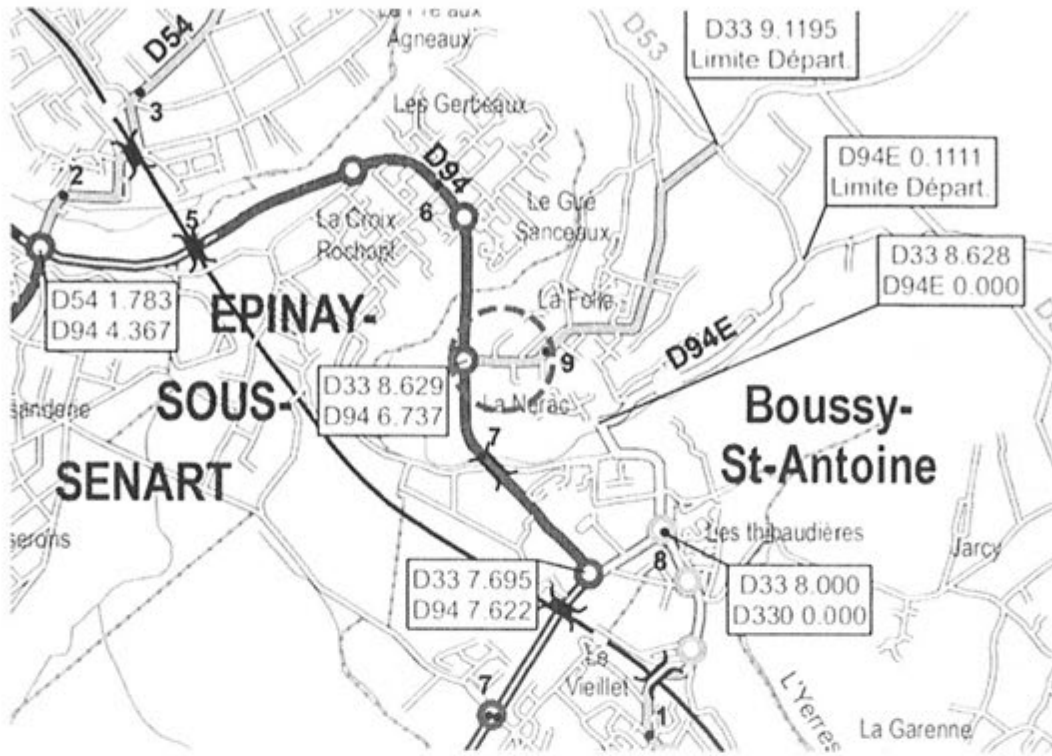 Agneaux
D54
D53
D33 9.1195
Limite Départ.
3
Les Gerbeaux
2
D94
6
5
La Croix
Rochopt
Le Gué
Sanceaux
D94E 0.1111
Limite Départ.
D33 8.628
D94E 0.000
D54 1.783
D94 4.367
EPINAY-
SOUS-
SENART
La Folie
9
D94E
D33 8.629
D94 6.737
La Nérac
7
Boussy-
St-Antoine
Les thibaudières
Jarcy
8
D33 7.695
D94 7.622
D33 8.000
D330 0.000
Le
Vieillet
7
1
L'Yerres
La Garenne